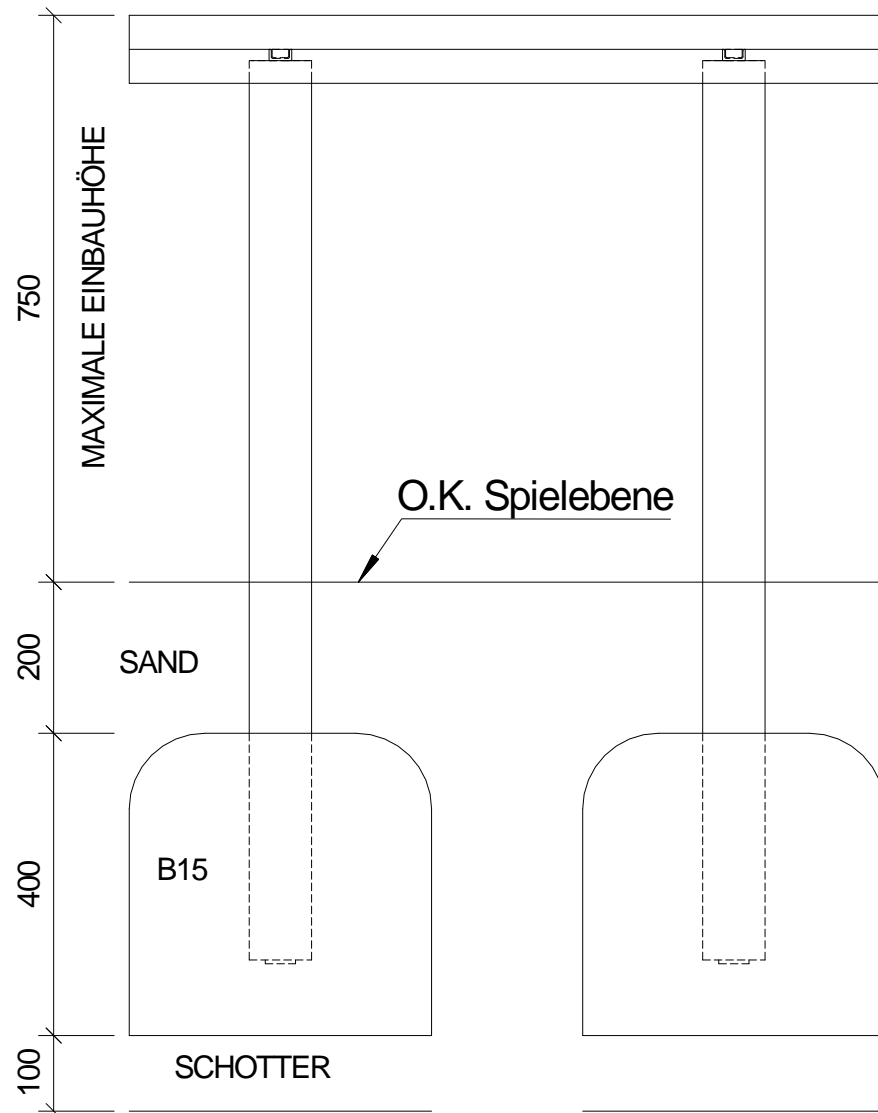 750
MAXIMALE EINBAUHÖHE
O.K. Spielebene
200
SAND
400
B15
100
SCHOTTER